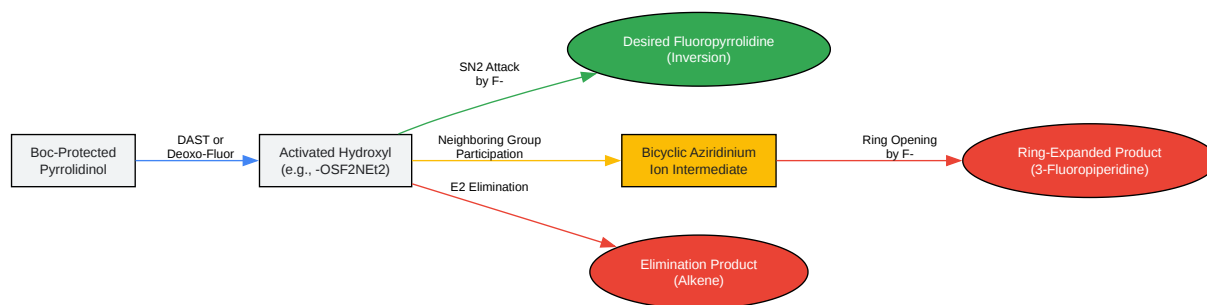 Desired Fluoropyrrolidine
(Inversion)
SN2 Attack
by F-
Boc-Protected
Pyrrolidinol
DAST or
Deoxo-Fluor
Activated Hydroxyl
(e.g., -OSF2NEt2)
Neighboring Group
Participation
Bicyclic Aziridinium
Ion Intermediate
Ring Opening
by F-
Ring-Expanded Product
(3-Fluoropiperidine)
E2 Elimination
Elimination Product
(Alkene)